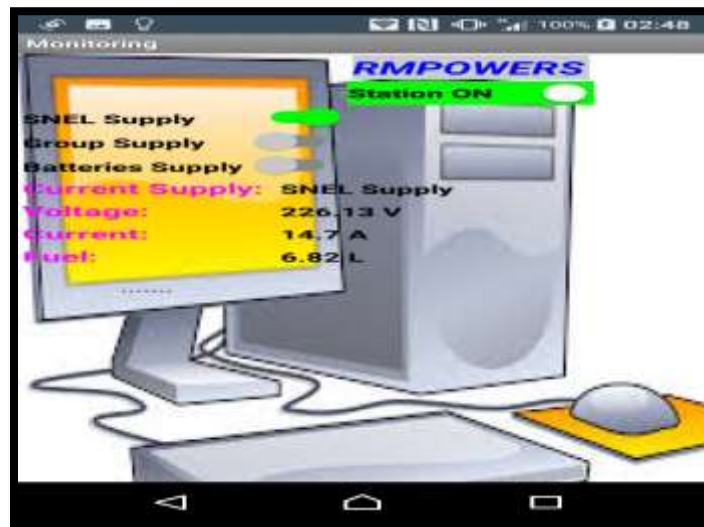 100% 02:48
Monitoring
RMPOWERS
Station ON
SNEL Supply
Group Supply
Batteries Supply
Current Supply: SNEL Supply
Voltage: 226.13 V
Current: 14.7 A
Fuel: 6.82 L